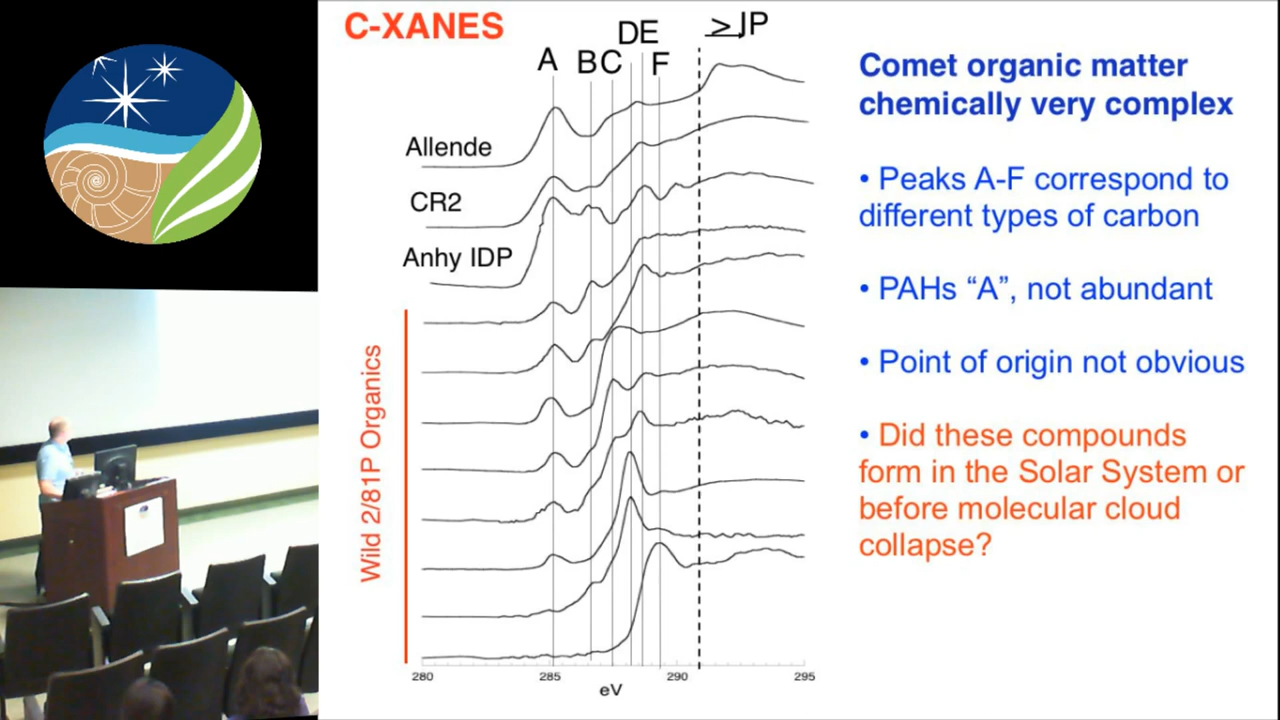 C-XANES
≥ IP
DE
A BC F
Allende
CR2
Anhy IDP
Wild 2/81P Organics
280 285 290 295
eV
Comet organic matter
chemically very complex
• Peaks A-F correspond to
different types of carbon
• PAHs “A”, not abundant
• Point of origin not obvious
• Did these compounds
form in the Solar System or
before molecular cloud
collapse?